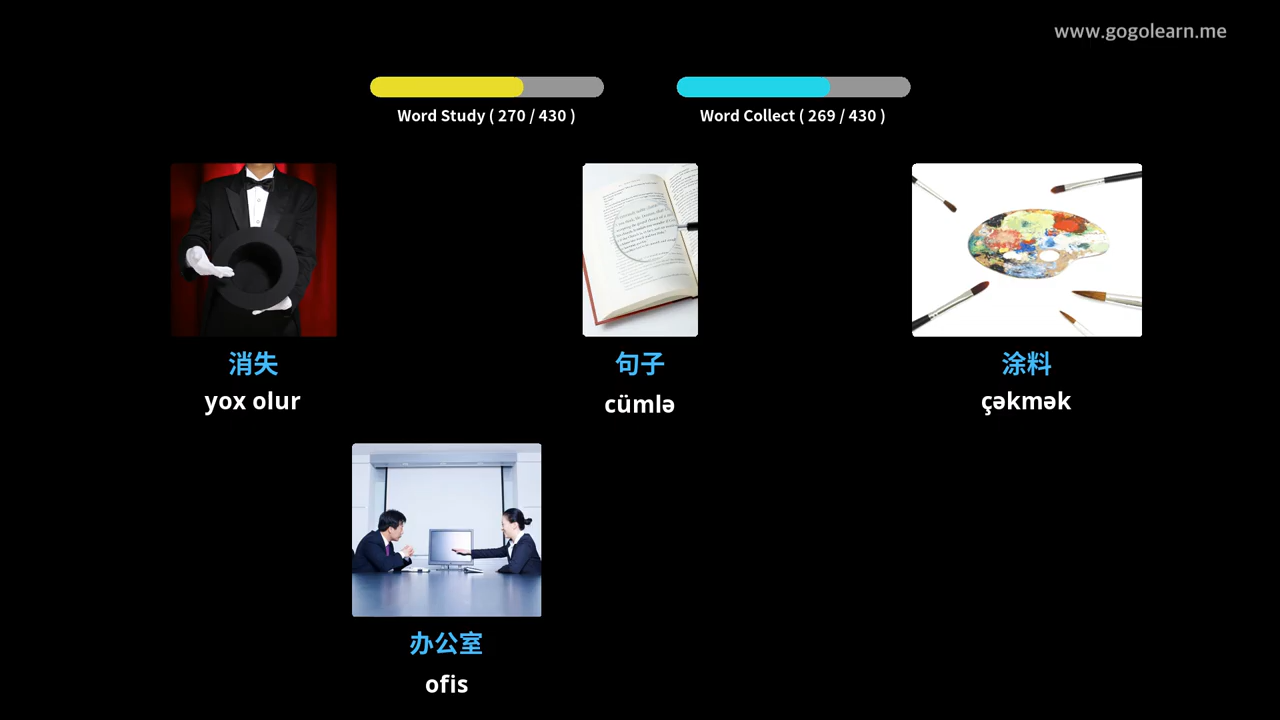 www.gogolearn.me
Word Study ( 270 / 430 )
Word Collect ( 269 / 430 )
消失
yox olur
句子
cümlə
涂料
çəkmək
办公室
ofis